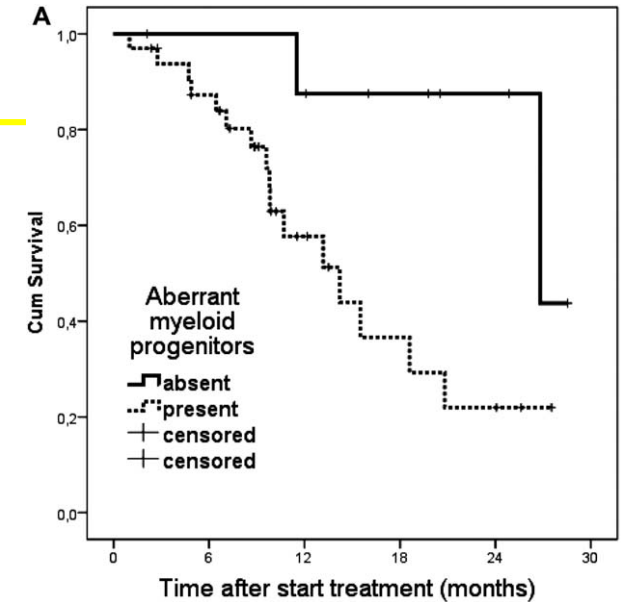 A
1,0
0,8
0,6
0,4
0,2
0,0
Cum Survival
Aberrant
myeloid
progenitors
absent
present
censored
censored
0 6 12 18 24 30
Time after start treatment (months)